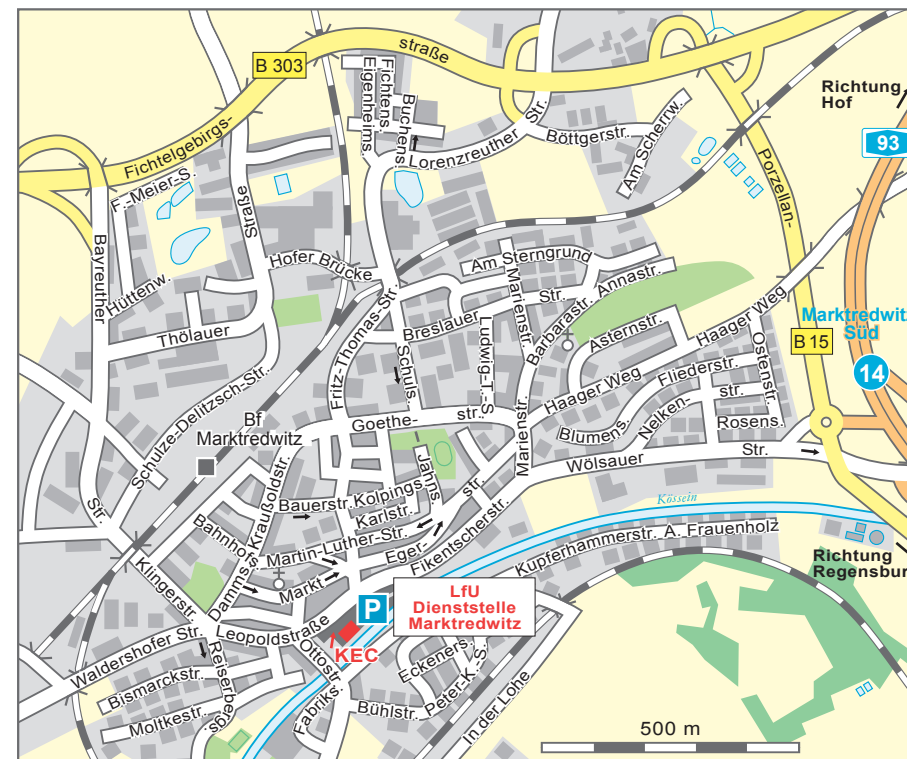 B 303
straße
Fichtelgebirgs-
Fichtens.
Eigenheims.
Buchens.
Lorenzreuther Str.
Böttgerstr.
Am Scherrw.
Richtung
Hof
93
Porzellan-
F.-Meier-S.
Straße
Bayreuther
Hüttenw.
Hofer Brücke
Thölauer
Am Sterngrund
Marienstr.
Annastr.
Breslauer Str.
Barbarastr.
Ludwig-T.-S.
Fritz-Thomas-Str.
Schuls.
Asternstr.
Haager Weg
Haager Weg
Marktredwitz
Süd
B 15
14
Fliederstr.
Ostenstr.
Nelken-
str.
Rosens.
Blumens.
Schulze-Delitzsch-Str.
Bf
Marktredwitz
Goethe-
str.
Marienstr.
Wölsauer
Str.
Kraußoldstr.
Jahns.
Bauerstr.
Kolpings.
Karlstr.
Str.
Bahnhofs.
Martin-Luther-Str.
Eger-
str.
Fikentscherstr.
Kössein
Kupferhammerstr.
A. Frauenholz
Richtung
Regensbur
Klingerstr.
Damms.
Markt
P
LfU
Dienststelle
Marktredwitz
KEC
Leopoldstraße
Waldershofer Str.
Ottostr.
Reiserbergs.
Bismarckstr.
Moltkestr.
Fabriks.
Bühlstr.
Eckeners.
Peter-K.-S.
In der Lohe
500 m